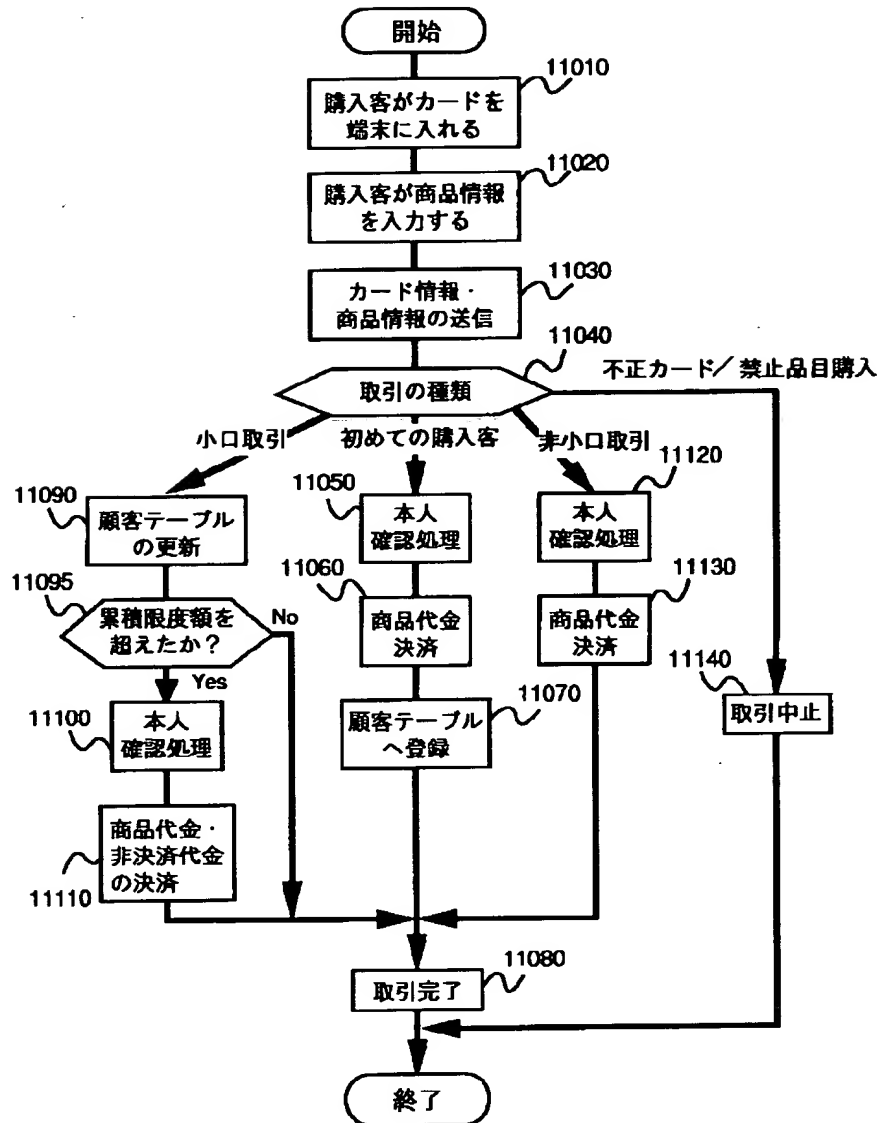 開始
11010
購入客がカードを
端末に入れる
11020
購入客が商品情報
を入力する
11030
カード情報・
商品情報の送信
11040
取引の種類
不正カード/禁止品目購入
小口取引
初めての購入客
非小口取引
11090
顧客テーブル
の更新
11050
本人
確認処理
11120
本人
確認処理
11095
累積限度額を
超えたか?
No
Yes
11060
商品代金
決済
11130
商品代金
決済
11100
本人
確認処理
11070
顧客テーブル
へ登録
11140
取引中止
商品代金・
非決済代金
の決済
11110
11080
取引完了
終了